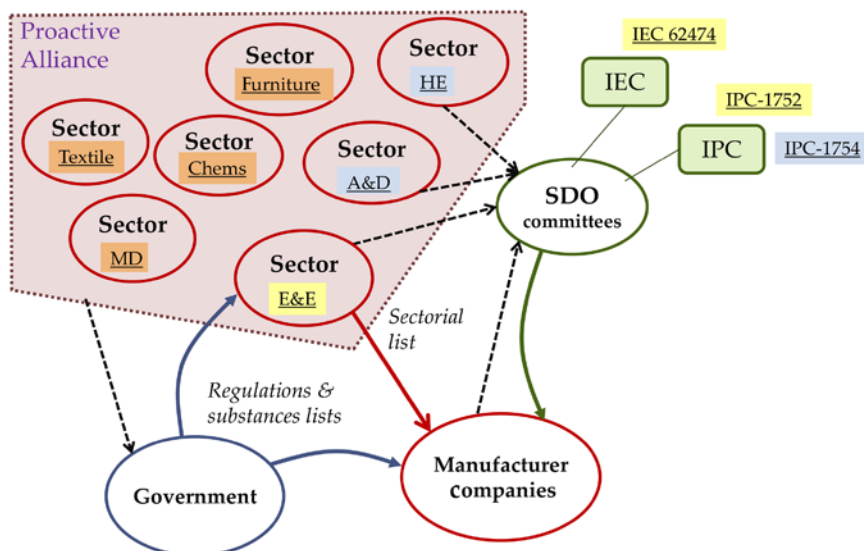 Proactive
Alliance
Sector
Furniture
Sector
HE
IEC 62474
IEC
IPC-1752
IPC
IPC-1754
Sector
Textile
Sector
Chems
Sector
A&D
SDO
committees
Sector
MD
Sector
E&E
Sectorial
list
Regulations &
substances lists
Government
Manufacturer
companies